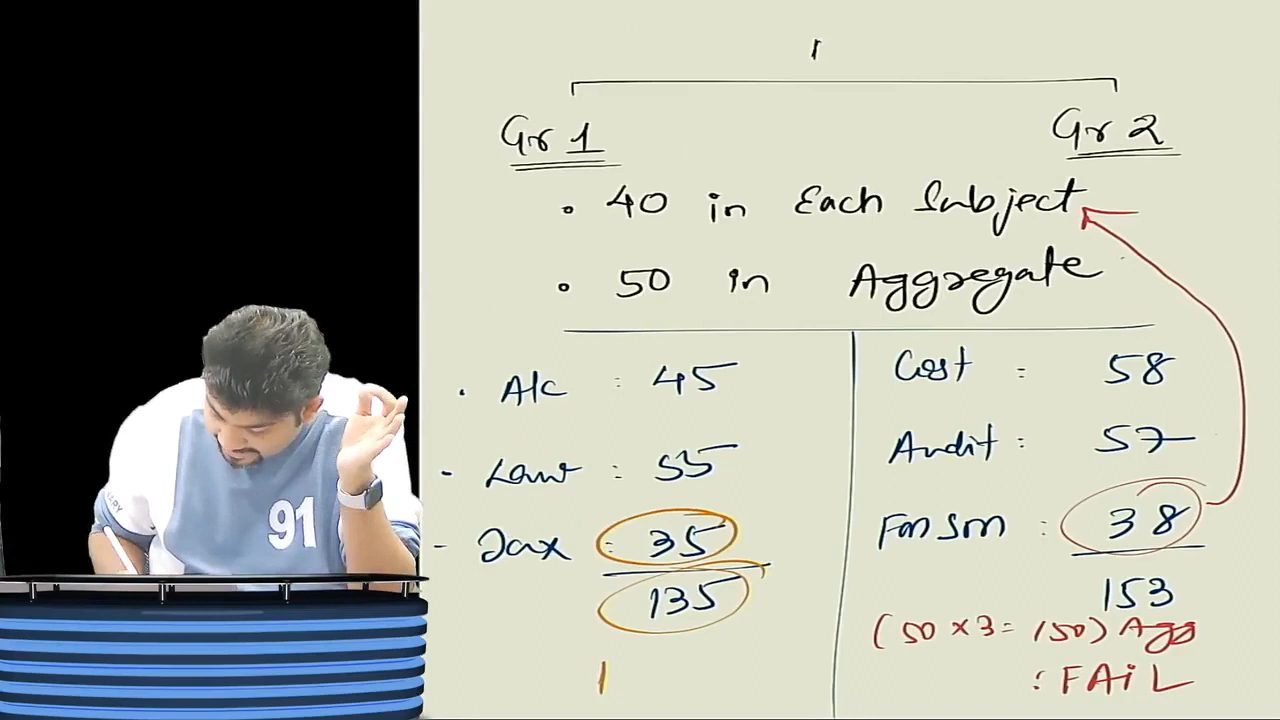 Gr 1 Gr 2
. 40 in Each Subject
. 50 in Aggregate
. A/c : 45
- Law : 55
- Tax : 35
135
Cost : 58
Audit : 57
Fm Sm : 38
153
(50 x 3 = 150) Agg
: FAiL
91